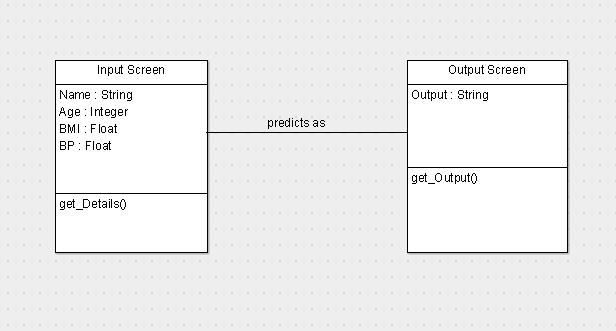 Input Screen
Name : String
Age : Integer
BMI : Float
BP : Float
get_Details()
predicts as
Output Screen
Output : String
get_Output()